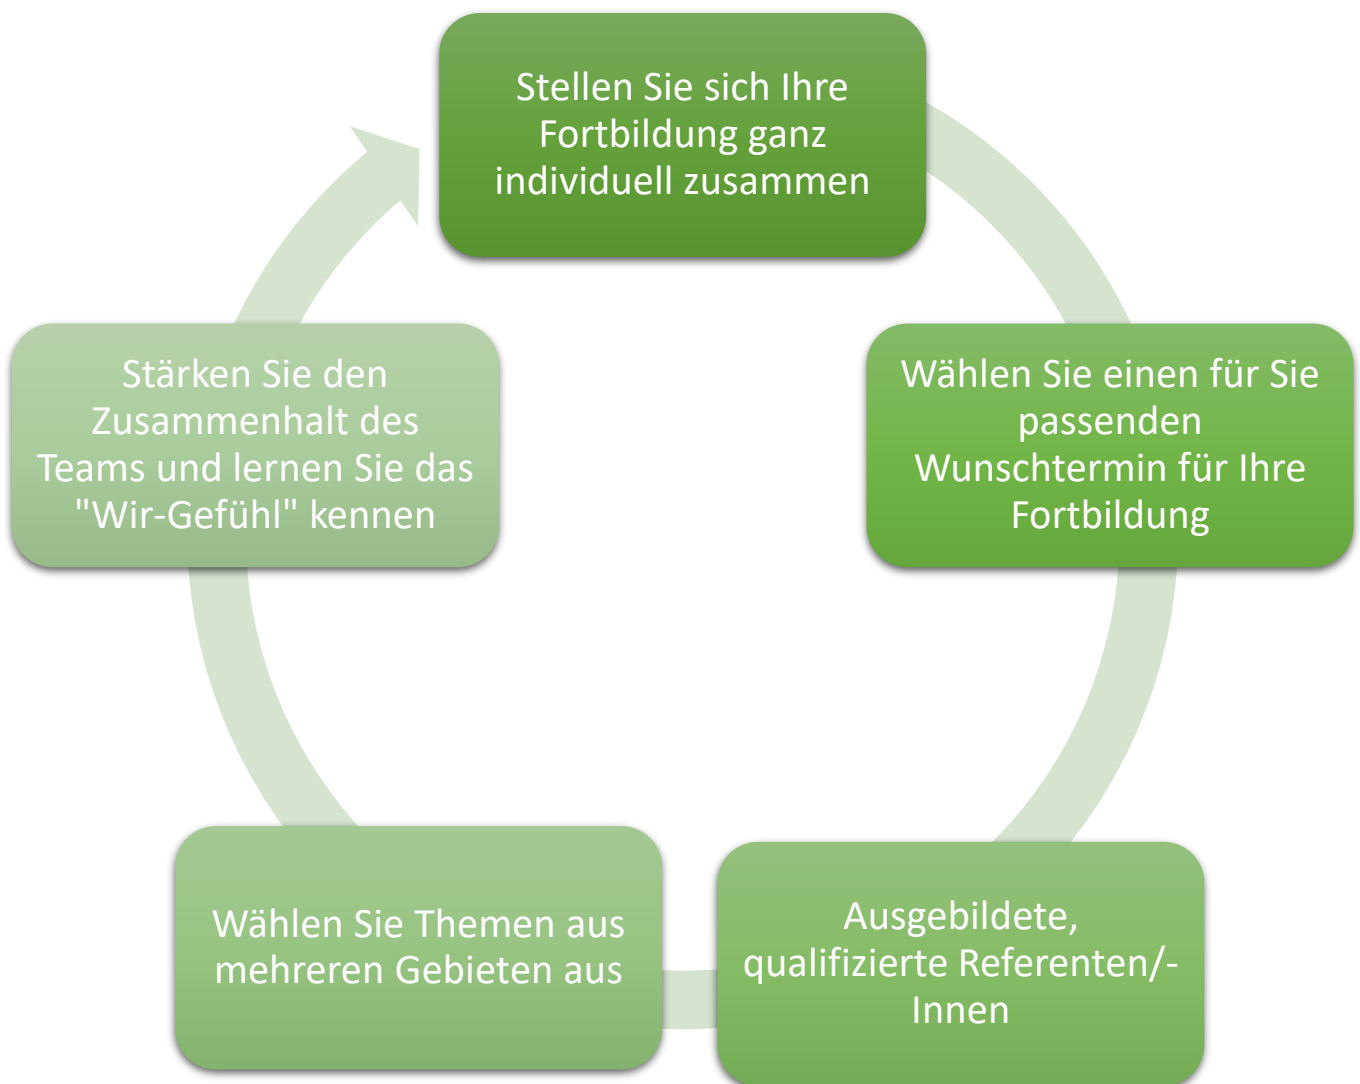 Stellen Sie sich Ihre
Fortbildung ganz
individuell zusammen
Wählen Sie einen für Sie
passenden
Wunschtermin für Ihre
Fortbildung
Ausgebildete,
qualifizierte Referenten/-
Innen
Wählen Sie Themen aus
mehreren Gebieten aus
Stärken Sie den
Zusammenhalt des
Teams und lernen Sie das
"Wir-Gefühl" kennen